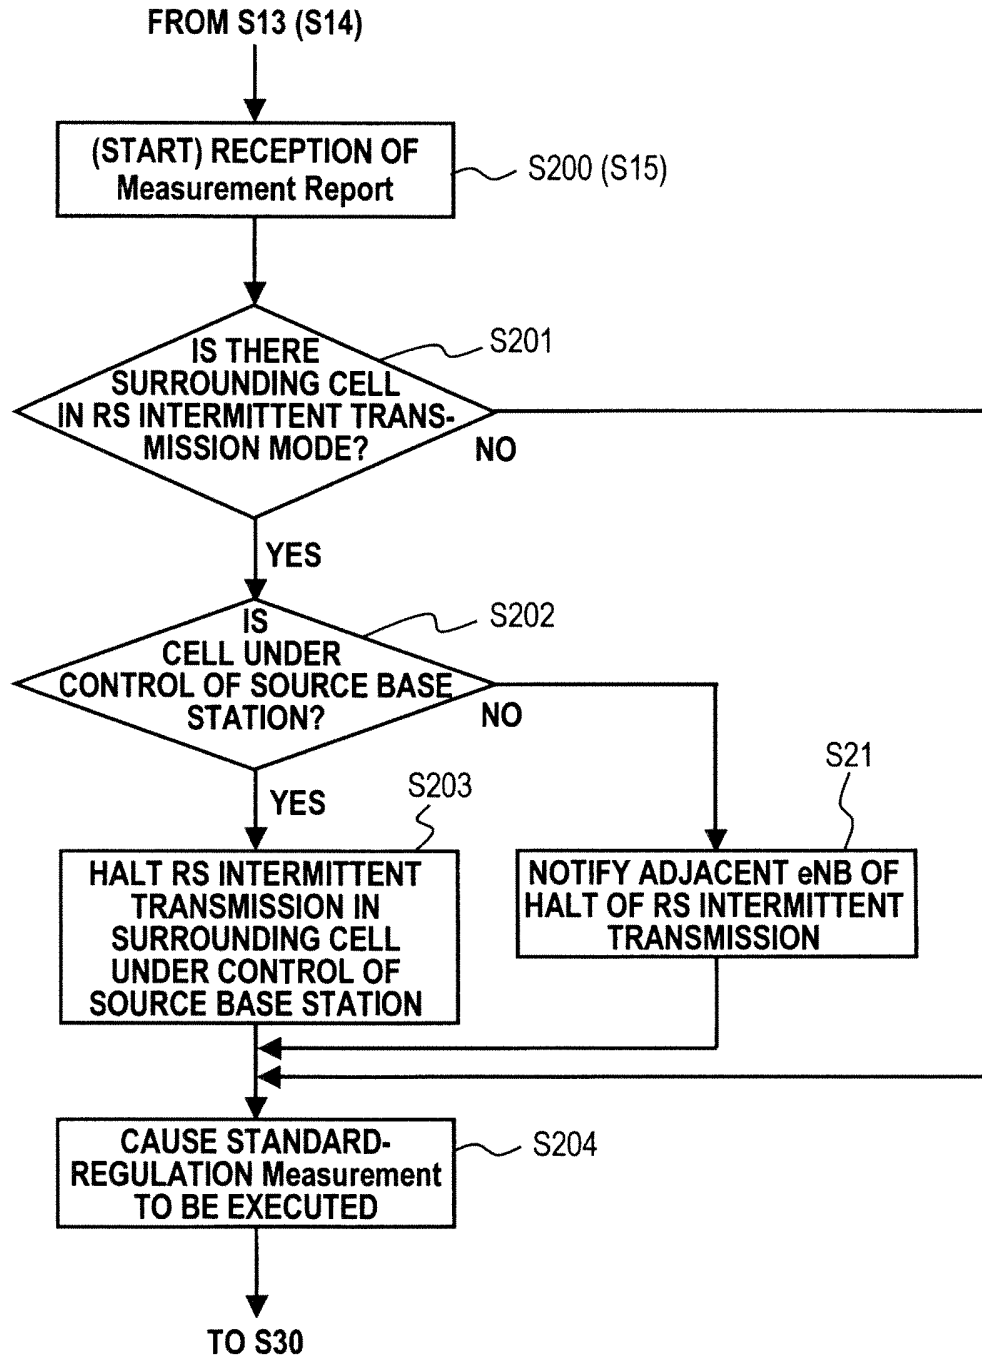 FROM S13 (S14)
(START) RECEPTION OF
Measurement Report
S200 (S15)
IS THERE
SURROUNDING CELL
IN RS INTERMITTENT TRANS-
MISSION MODE?
S201
NO
YES
IS
CELL UNDER
CONTROL OF SOURCE BASE
STATION?
S202
NO
YES
S203
HALT RS INTERMITTENT
TRANSMISSION IN
SURROUNDING CELL
UNDER CONTROL OF
SOURCE BASE STATION
S21
NOTIFY ADJACENT eNB OF
HALT OF RS INTERMITTENT
TRANSMISSION
CAUSE STANDARD-
REGULATION Measurement
TO BE EXECUTED
S204
TO S30